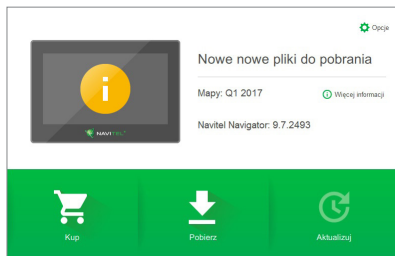 Opcje
Nowe nowe pliki do pobrania
Mapy: Q1 2017
Więcej informacji
Navitel Navigator: 9.7.2493
NAVITEL
Kup
Pobierz
Aktualizuj